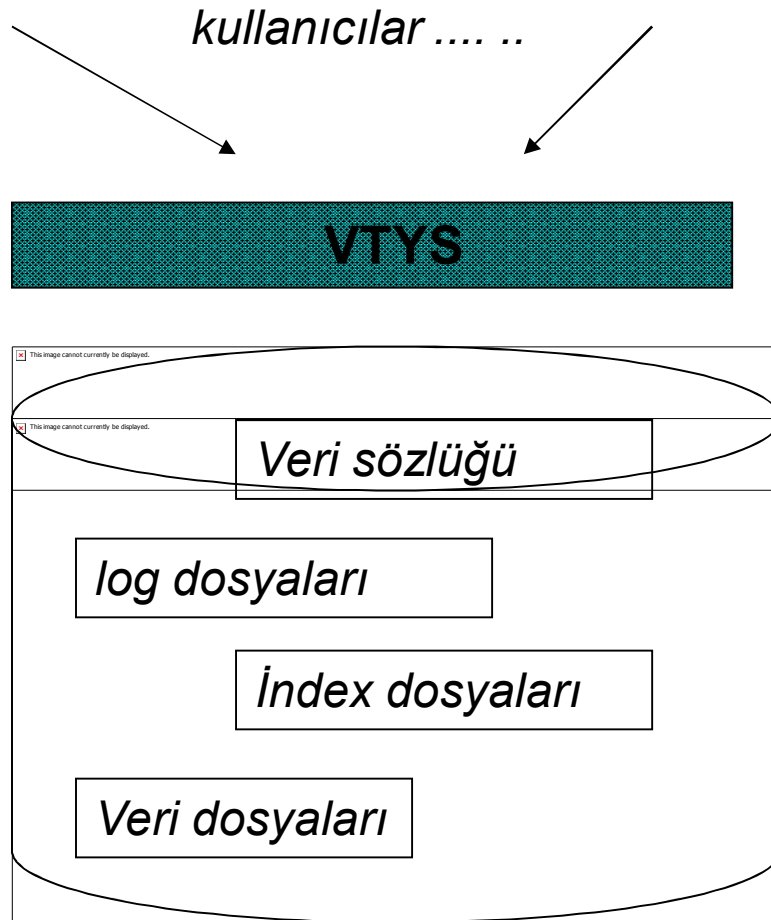 kullanıcılar .... ..
VTYS
This image cannot currently be displayed.
This image cannot currently be displayed.
Veri sözlüğü
log dosyaları
İndex dosyaları
Veri dosyaları